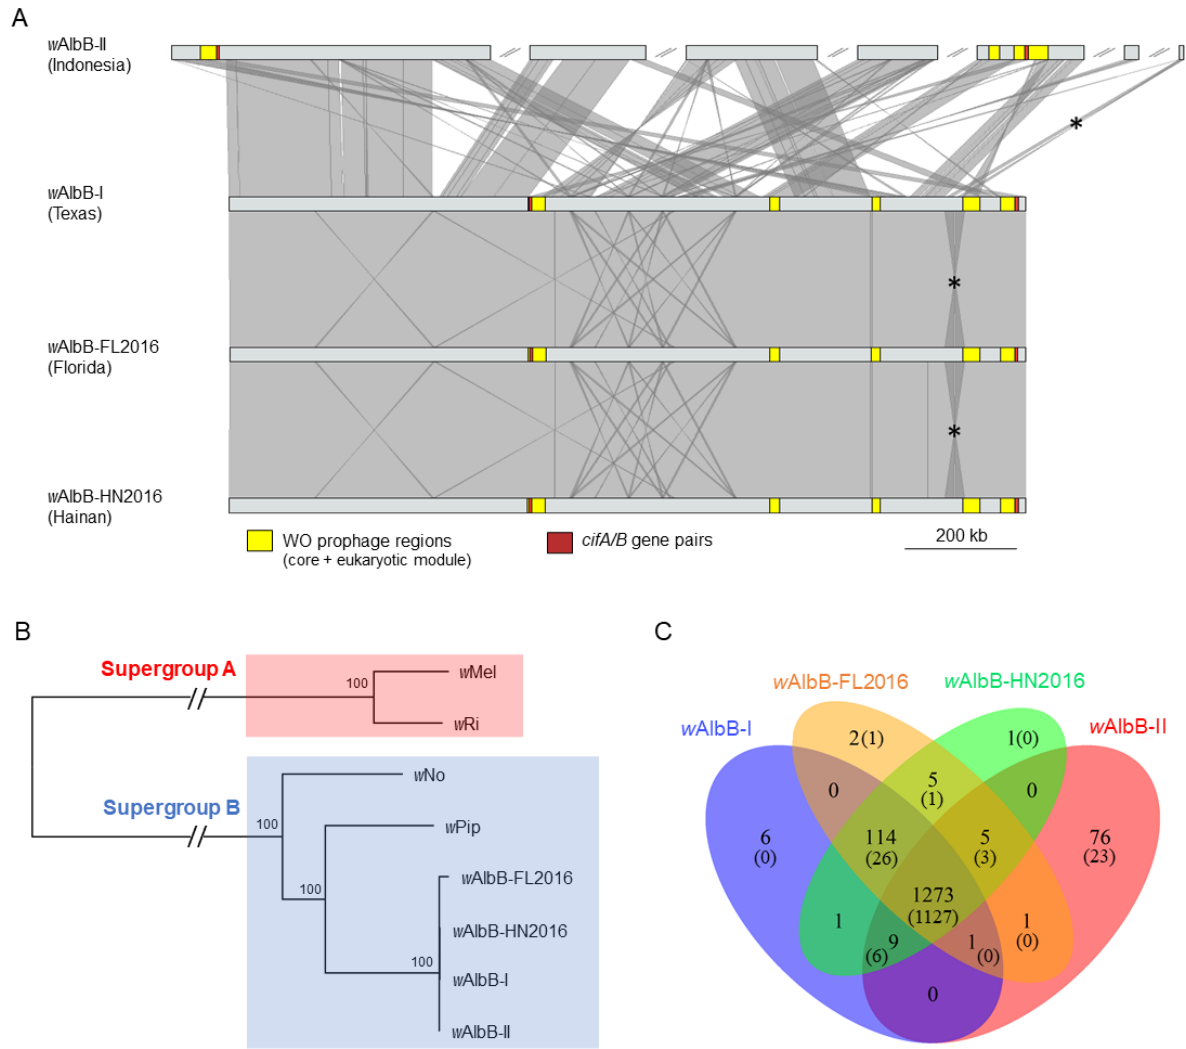 A
wAlbB-II
(Indonesia)
*
wAlbB-I
(Texas)
*
wAlbB-FL2016
(Florida)
*
wAlbB-HN2016
(Hainan)
WO prophage regions
(core + eukaryotic module)
cifA/B gene pairs
200 kb
B
Supergroup A
100
wMel
wRi
Supergroup B
100
wNo
wPip
100
wAlbB-FL2016
wAlbB-HN2016
100
wAlbB-I
wAlbB-II
C
wAlbB-FL2016
wAlbB-HN2016
wAlbB-I
wAlbB-II
2(1)
1(0)
0
5
(1)
0
6
(0)
114
(26)
5
(3)
76
(23)
1273
(1127)
1
9
(6)
1
(0)
1
(0)
0